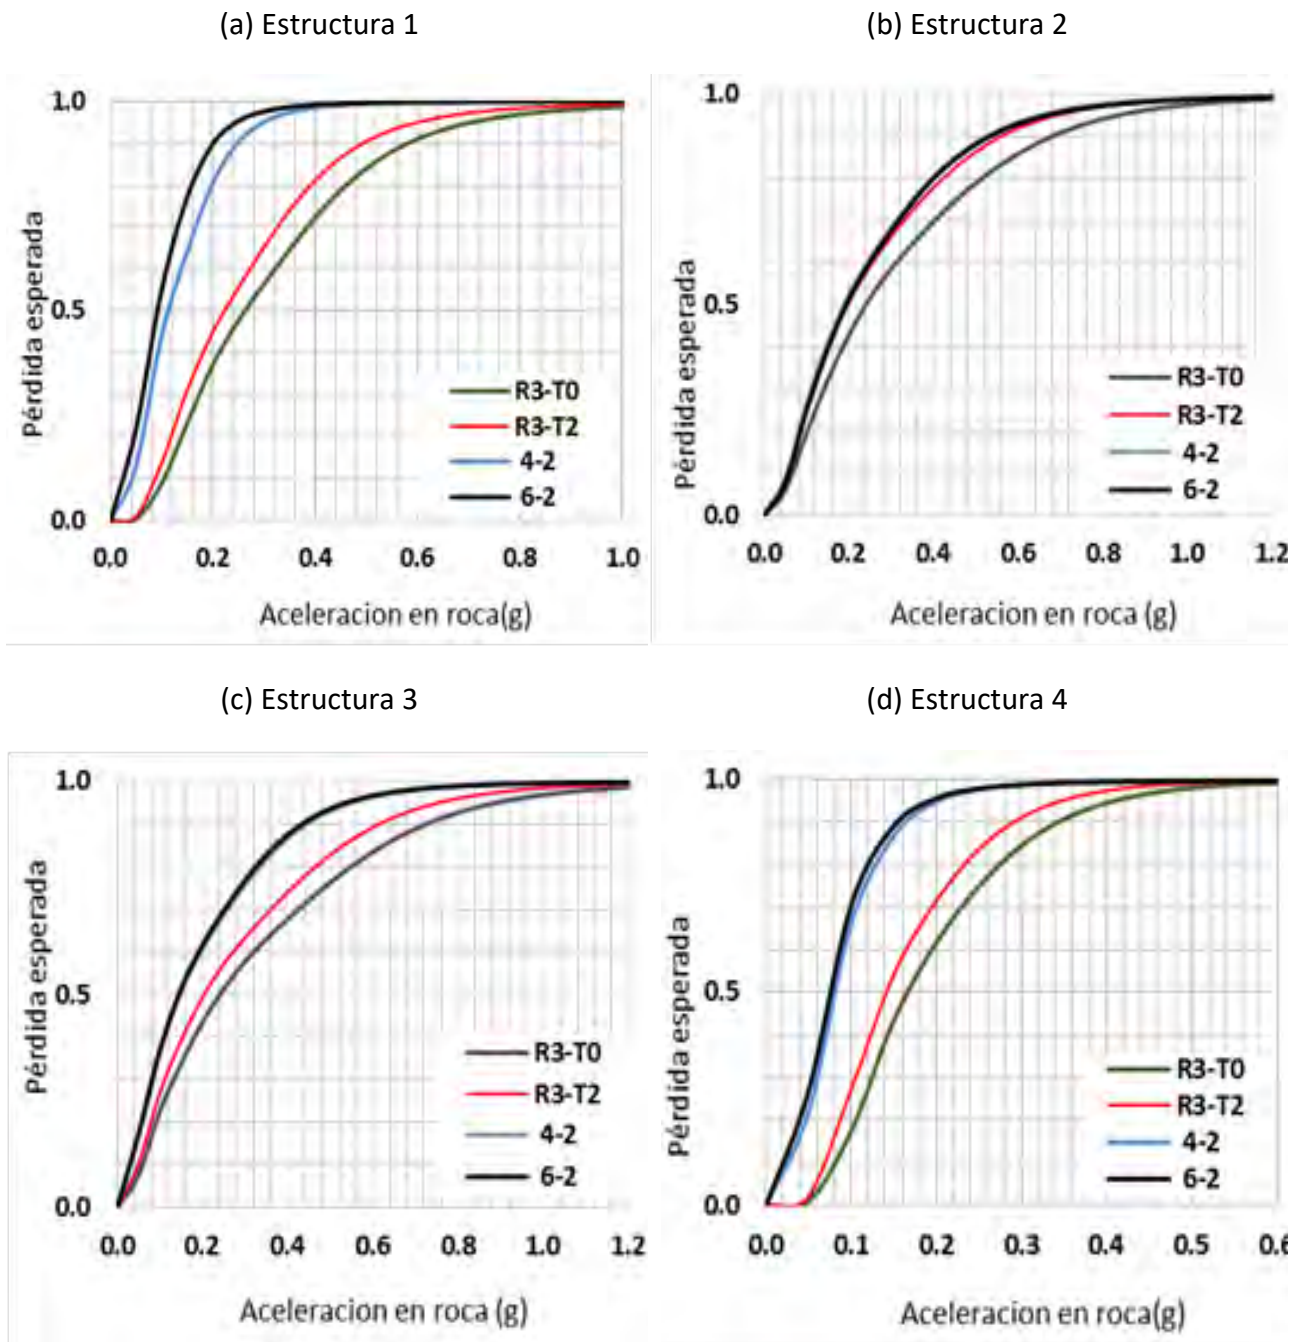 (a) Estructura 1
1.0
0.5
0.0
Pérdida esperada
R3-T0
R3-T2
4-2
6-2
0.0 0.2 0.4 0.6 0.8 1.0
Aceleracion en roca(g)
(b) Estructura 2
1.0
0.5
0.0
Pérdida esperada
R3-T0
R3-T2
4-2
6-2
0.0 0.2 0.4 0.6 0.8 1.0 1.2
Aceleracion en roca (g)
(c) Estructura 3
1.0
0.5
0.0
Pérdida esperada
R3-T0
R3-T2
4-2
6-2
0.0 0.2 0.4 0.6 0.8 1.0 1.2
Aceleracion en roca (g)
(d) Estructura 4
1.0
0.5
0.0
Pérdida esperada
R3-T0
R3-T2
4-2
6-2
0.0 0.1 0.2 0.3 0.4 0.5 0.6
Aceleracion en roca(g)